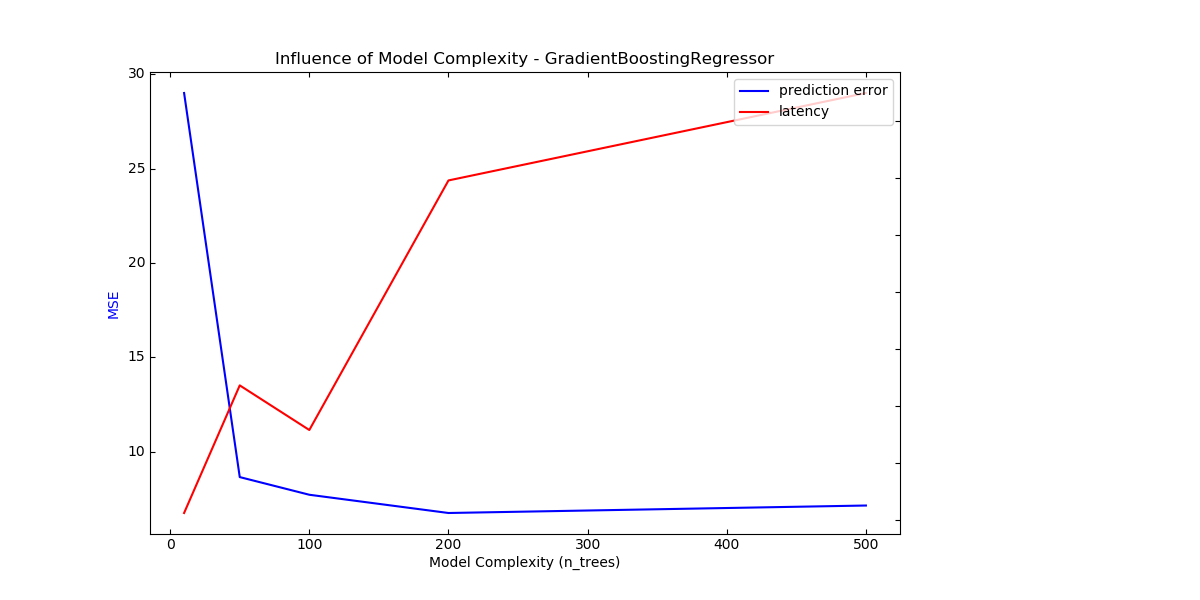 Influence of Model Complexity - GradientBoostingRegressor
30
25
20
15
10
MSE
prediction error
latency
0 100 200 300 400 500
Model Complexity (n_trees)